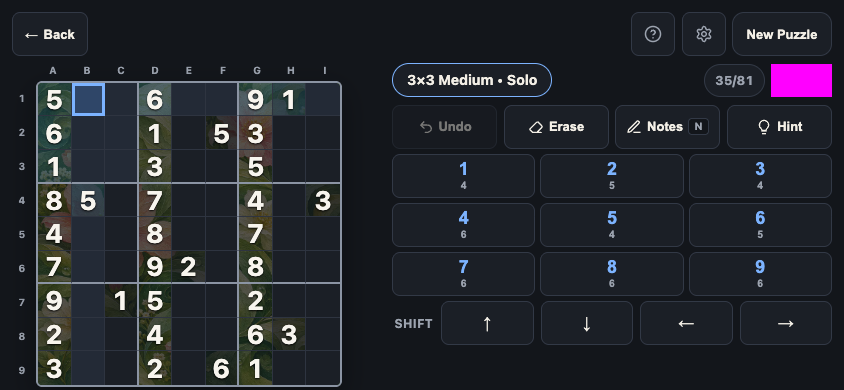 ← Back
New Puzzle
A B C D E F G H I
1 5 6 9 1
2 6 1 5 3
3 1 3 5
4 8 5 7 4 3
5 4 8 7
6 7 9 2 8
7 9 1 5 2
8 2 4 6 3
9 3 2 6 1
3×3 Medium • Solo
35/81
Undo
Erase
Notes N
Hint
1 2 3
4 5 4
4 5 6
6 4 5
7 8 9
6 6 6
SHIFT ↑ ↓ ← →